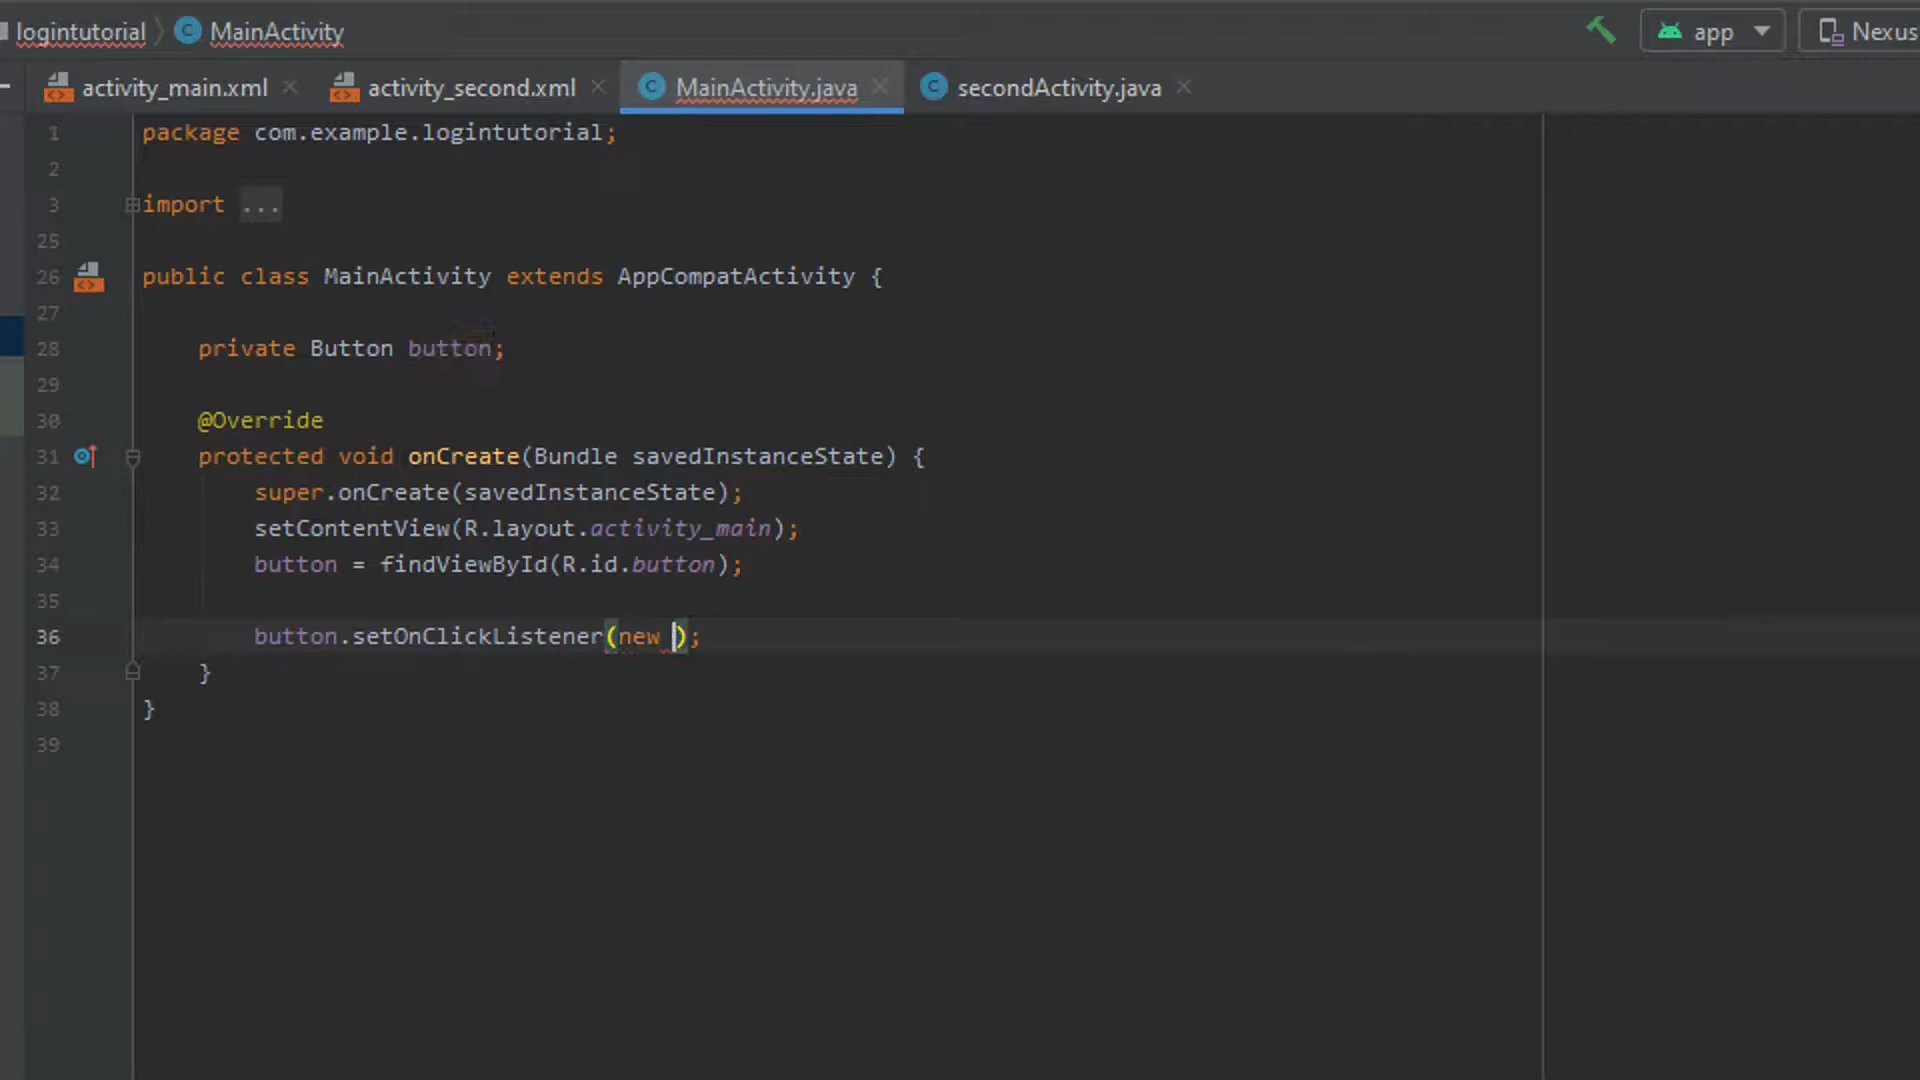 logintutorial MainActivity app Nexus
activity_main.xml activity_second.xml MainActivity.java secondActivity.java
1 package com.example.logintutorial;
2
3 import ...
25
26 public class MainActivity extends AppCompatActivity {
27
28 private Button button;
29
30 @Override
31 protected void onCreate(Bundle savedInstanceState) {
32 super.onCreate(savedInstanceState);
33 setContentView(R.layout.activity_main);
34 button = findViewById(R.id.button);
35
36 button.setOnClickListener(new );
37 }
38 }
39